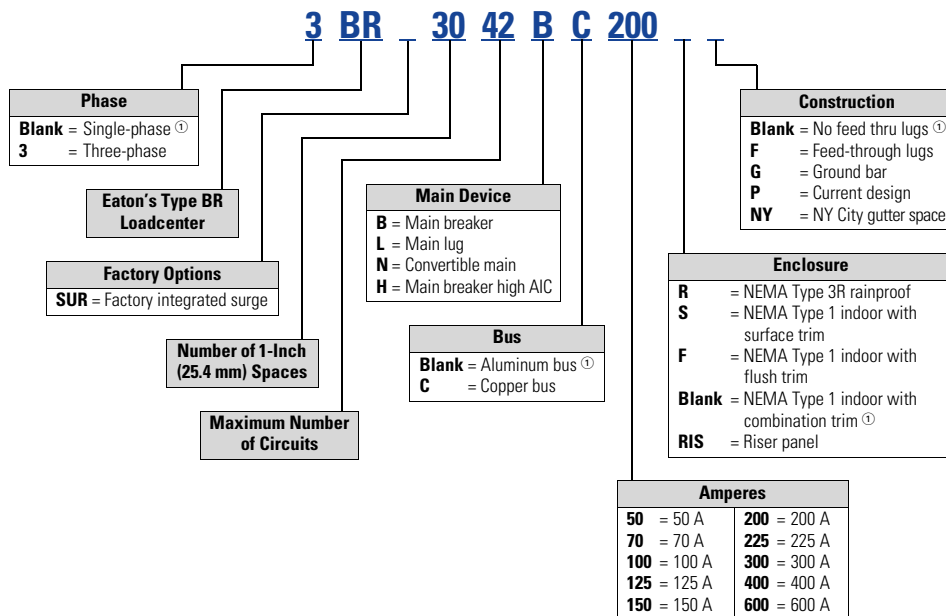 3 BR _ 30 42 B C 200 _ _
Phase
Blank = Single-phase ①
3 = Three-phase
Eaton's Type BR
Loadcenter
Factory Options
SUR = Factory integrated surge
Number of 1-Inch
(25.4 mm) Spaces
Maximum Number
of Circuits
Main Device
B = Main breaker
L = Main lug
N = Convertible main
H = Main breaker high AIC
Bus
Blank = Aluminum bus ①
C = Copper bus
Construction
Blank = No feed thru lugs ①
F = Feed-through lugs
G = Ground bar
P = Current design
NY = NY City gutter space
Enclosure
R = NEMA Type 3R rainproof
S = NEMA Type 1 indoor with
surface trim
F = NEMA Type 1 indoor with
flush trim
Blank = NEMA Type 1 indoor with
combination trim ①
RIS = Riser panel
Amperes
50 = 50 A 200 = 200 A
70 = 70 A 225 = 225 A
100 = 100 A 300 = 300 A
125 = 125 A 400 = 400 A
150 = 150 A 600 = 600 A